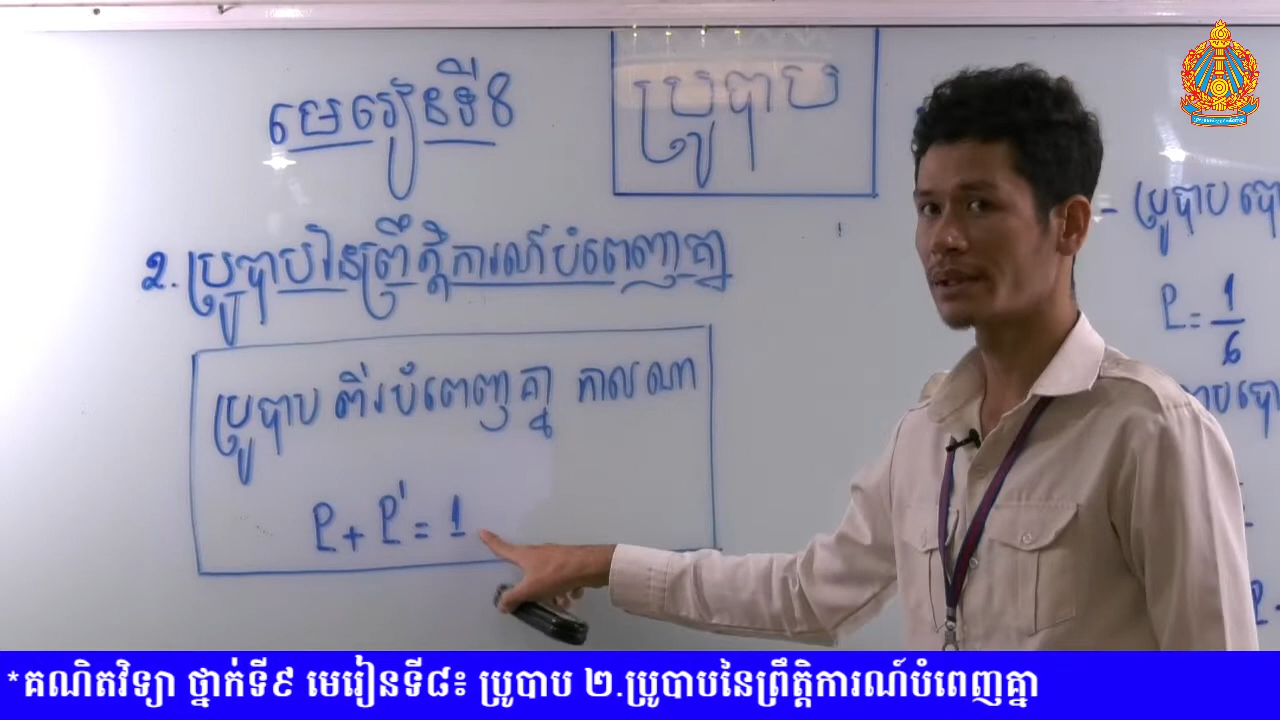 មេរៀនទី8
ប្រូបាប
2. ប្រូបាបនៃព្រឹត្តិការណ៍បំពេញគ្នា
ប្រូបាប ពីរបំពេញគ្នា កាលណា
P + P' = 1
- ប្រូបាប
P = 1/6
*គណិតវិទ្យា ថ្នាក់ទី៩ មេរៀនទី៨៖ ប្រូបាប ២.ប្រូបាបនៃព្រឹត្តិការណ៍បំពេញគ្នា